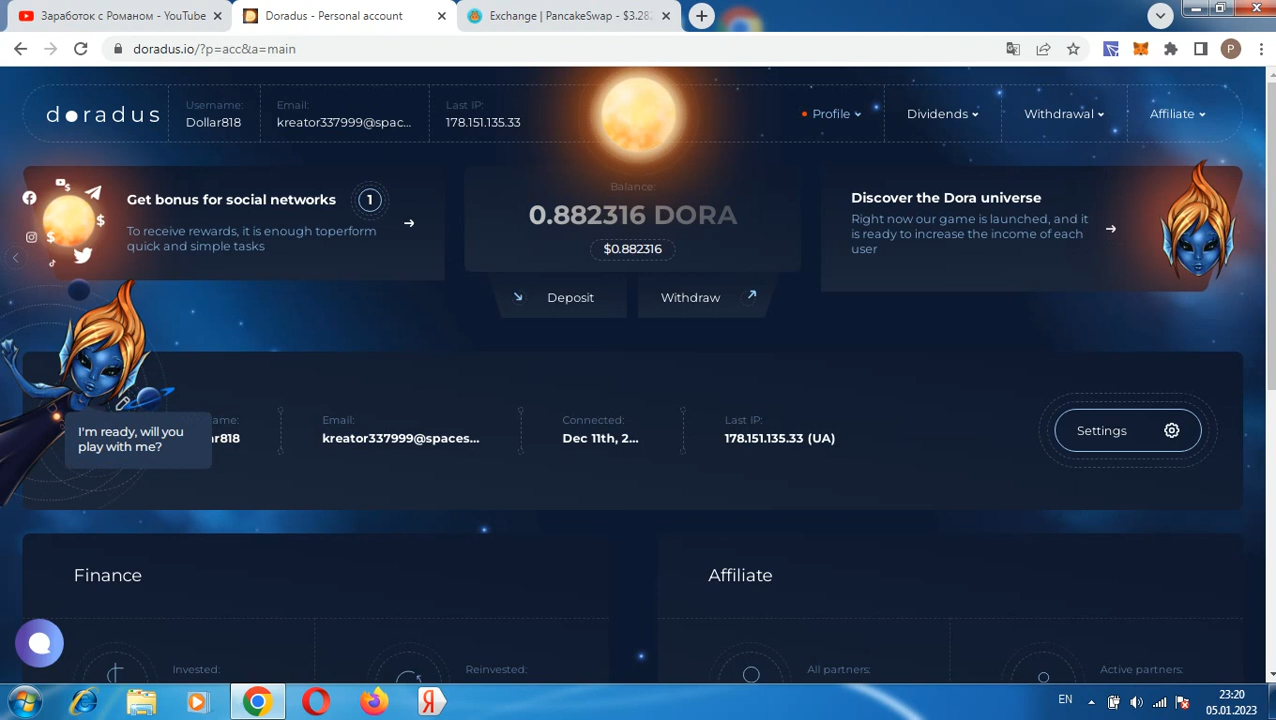 Заработок с Романом - YouTube
Doradus - Personal account
Exchange | PancakeSwap - $3.282
doradus.io/?p=acc&a=main
P
doradus
Username:
Dollar818
Email:
kreator337999@spac...
Last IP:
178.151.135.33
Profile
Dividends
Withdrawal
Affiliate
Get bonus for social networks
1
To receive rewards, it is enough toperform
quick and simple tasks
Balance:
0.882316 DORA
$0.882316
Deposit
Withdraw
Discover the Dora universe
Right now our game is launched, and it
is ready to increase the income of each
user
I'm ready, will you
play with me?
ame:
ar818
Email:
kreator337999@spaces...
Connected:
Dec 11th, 2...
Last IP:
178.151.135.33 (UA)
Settings
Finance
Affiliate
Invested:
Reinvested:
All partners:
Active partners:
EN
23:20
05.01.2023